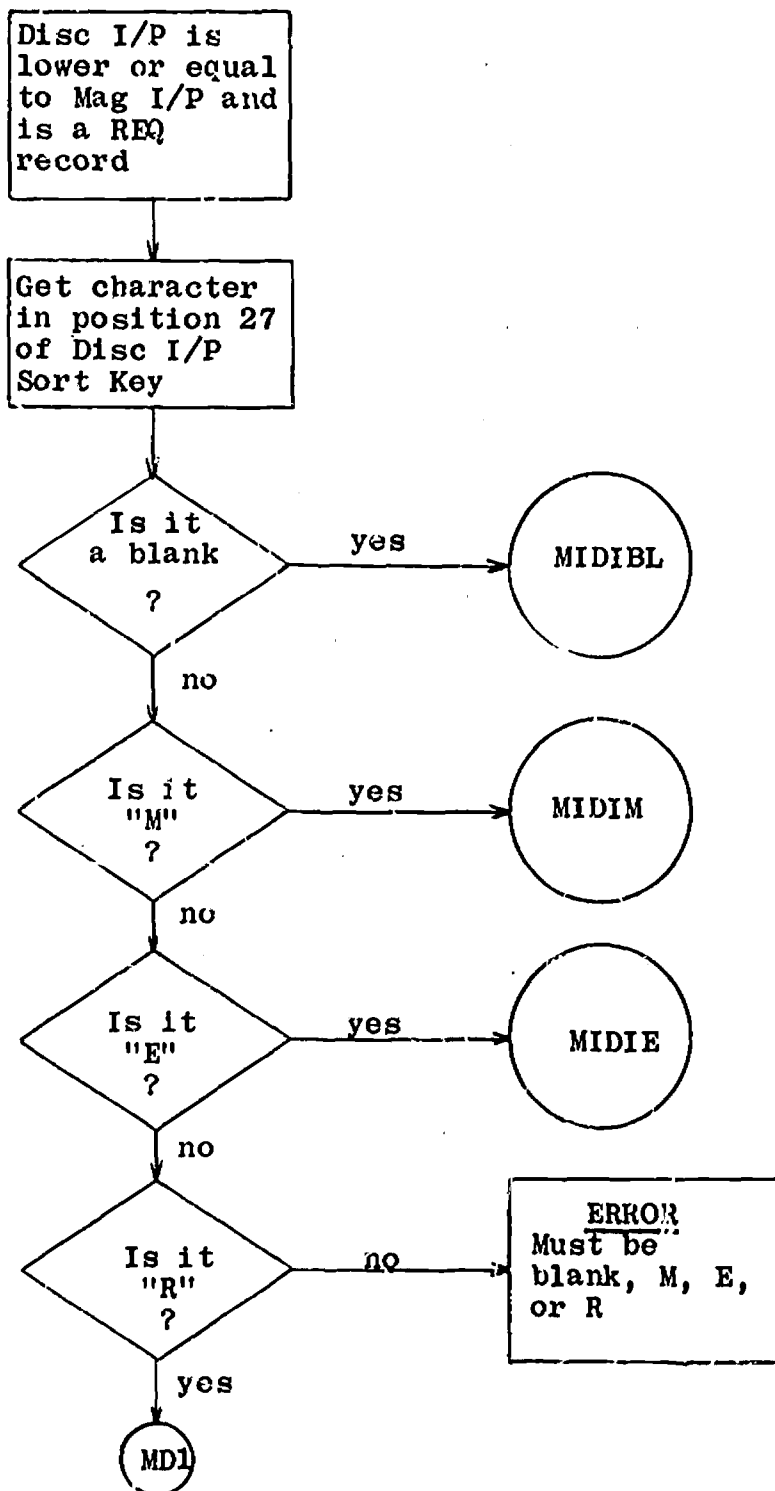 Disc I/P is
lower or equal
to Mag I/P and
is a REQ
record
Get character
in position 27
of Disc I/P
Sort Key
Is it
a blank
?
yes
MIDIBL
no
Is it
"M"
?
yes
MIDIM
no
Is it
"E"
?
yes
MIDIE
no
Is it
"R"
?
no
ERROR
Must be
blank, M, E,
or R
yes
MD1